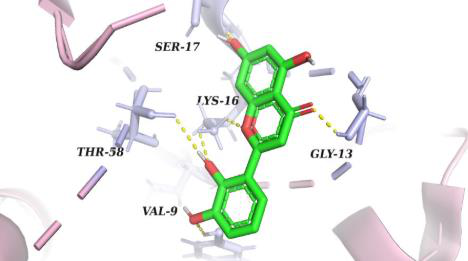 SER-17
LYS-16
THR-58
GLY-13
VAL-9